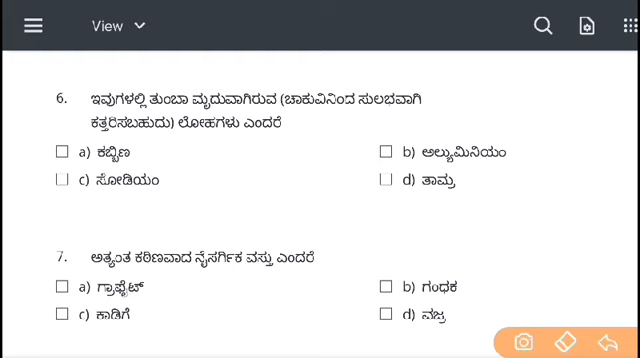 View
6. ಇವುಗಳಲ್ಲಿ ತುಂಬಾ ಮೃದುವಾಗಿರುವ (ಚಾಕುವಿನಿಂದ ಸುಲಭವಾಗಿ
ಕತ್ತರಿಸಬಹುದು) ಲೋಹಗಳು ಎಂದರೆ
a) ಕಬ್ಬಿಣ b) ಅಲ್ಯುಮಿನಿಯಂ
c) ಸೋಡಿಯಂ d) ತಾಮ್ರ
7. ಅತ್ಯಂತ ಕಠಿಣವಾದ ನೈಸರ್ಗಿಕ ವಸ್ತು ಎಂದರೆ
a) ಗ್ರಾಫೈಟ್ b) ಗಂಧಕ
c) ಕಾಡಿಗೆ d) ವಜ್ರ